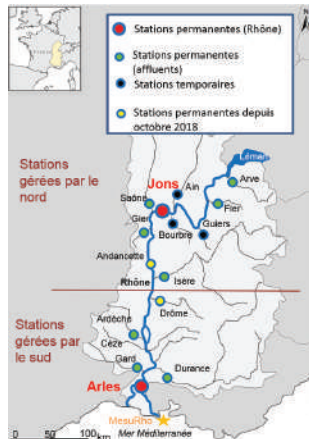 N
France
Stations permanentes (Rhône)
Stations permanentes
(affluents)
Stations temporaires
Stations permanentes depuis
octobre 2018
Stations
gérées par le
nord
Léman
Ain
Arve
Jons
Saône
Fier
Gier
Bourbre
Guiers
Andancette
Rhône
Isère
Stations
gérées par
le sud
Drôme
Ardèche
Cèze
Gard
Durance
Arles
MesuRho
0 50 100 km
Mer Méditerranée